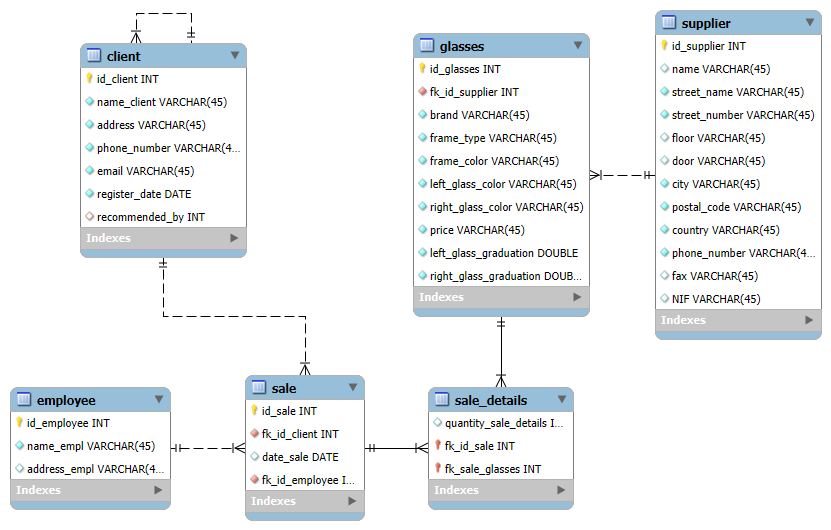 client
id_client INT
name_client VARCHAR(45)
address VARCHAR(45)
phone_number VARCHAR(4...
email VARCHAR(45)
register_date DATE
recommended_by INT
Indexes
glasses
id_glasses INT
fk_id_supplier INT
brand VARCHAR(45)
frame_type VARCHAR(45)
frame_color VARCHAR(45)
left_glass_color VARCHAR(45)
right_glass_color VARCHAR(45)
price VARCHAR(45)
left_glass_graduation DOUBLE
right_glass_graduation DOUB...
Indexes
supplier
id_supplier INT
name VARCHAR(45)
street_name VARCHAR(45)
street_number VARCHAR(45)
floor VARCHAR(45)
door VARCHAR(45)
city VARCHAR(45)
postal_code VARCHAR(45)
country VARCHAR(45)
phone_number VARCHAR(4...
fax VARCHAR(45)
NIF VARCHAR(45)
Indexes
employee
id_employee INT
name_empl VARCHAR(45)
address_empl VARCHAR(4...
Indexes
sale
id_sale INT
fk_id_client INT
date_sale DATE
fk_id_employee I...
Indexes
sale_details
quantity_sale_details I...
fk_id_sale INT
fk_sale_glasses INT
Indexes